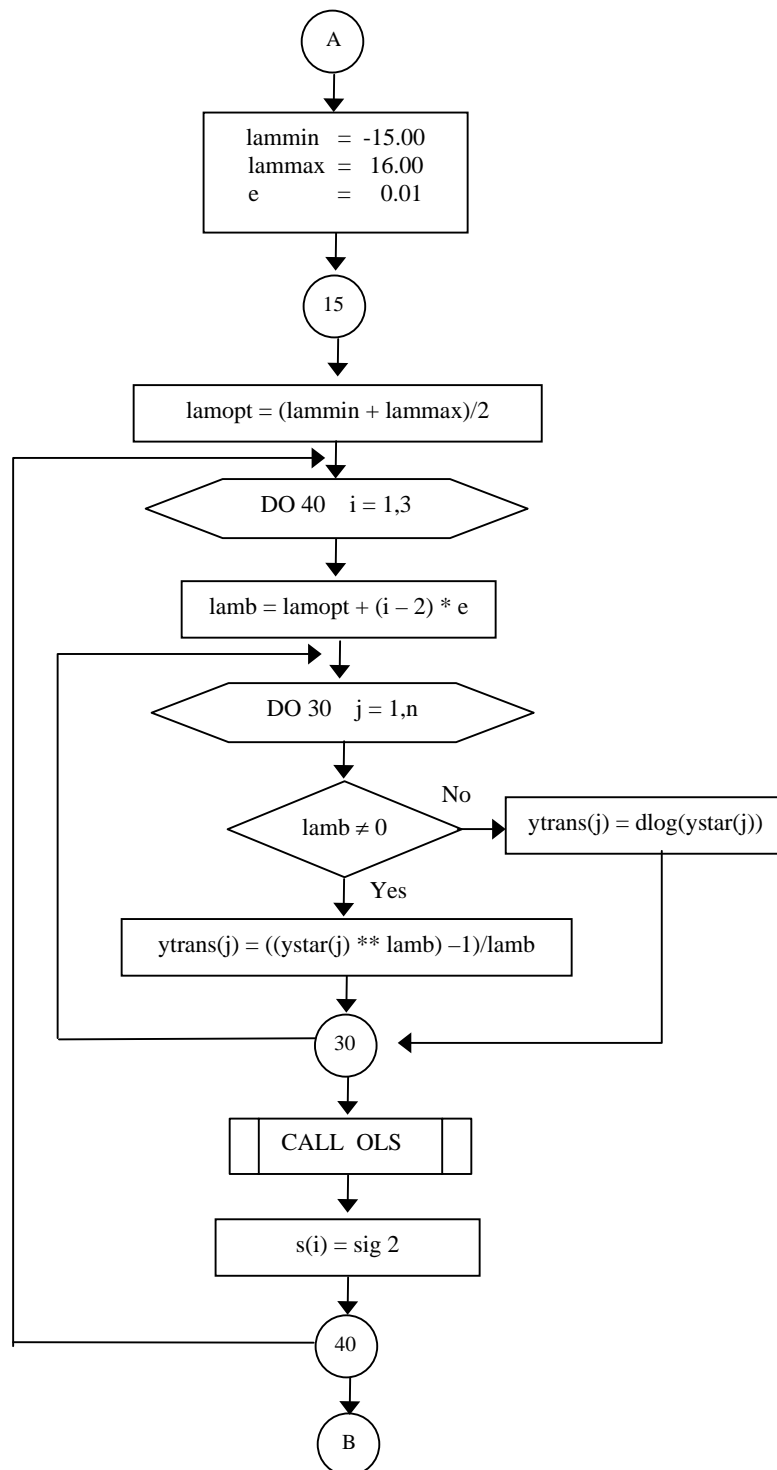 A
lammin = -15.00
lammax = 16.00
e = 0.01
15
lamopt = (lammin + lammax)/2
DO 40 i = 1,3
lamb = lamopt + (i – 2) * e
DO 30 j = 1,n
No
lamb ≠ 0
ytrans(j) = dlog(ystar(j))
Yes
ytrans(j) = ((ystar(j) ** lamb) –1)/lamb
30
CALL OLS
s(i) = sig 2
40
B